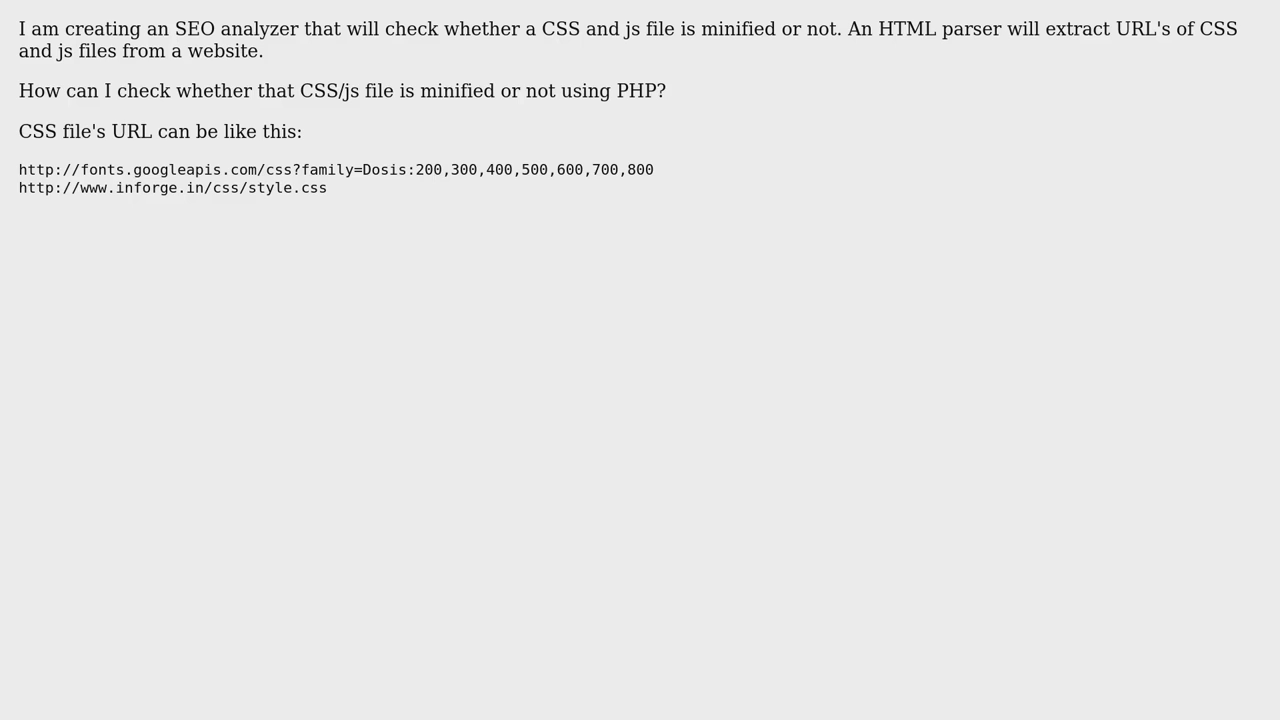 I am creating an SEO analyzer that will check whether a CSS and js file is minified or not. An HTML parser will extract URL's of CSS
and js files from a website.
How can I check whether that CSS/js file is minified or not using PHP?
CSS file's URL can be like this:
http://fonts.googleapis.com/css?family=Dosis:200,300,400,500,600,700,800
http://www.inforge.in/css/style.css